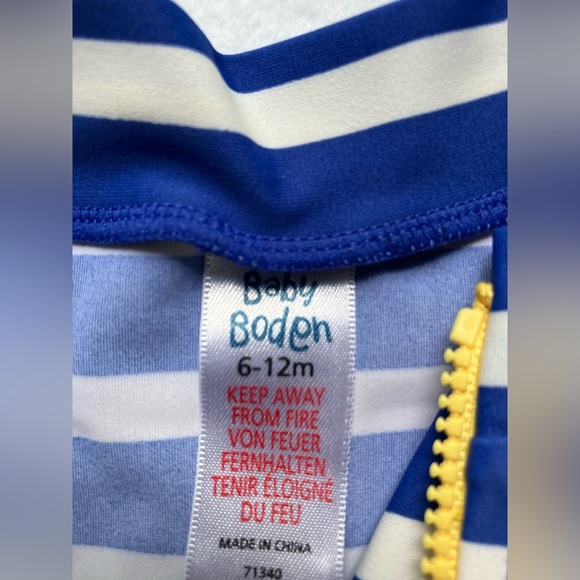 Baby
Boden
6-12m
KEEP AWAY
FROM FIRE
VON FEUER
FERNHALTEN
TENIR ÉLOIGNÉ
DU FEU
MADE IN CHINA
71340